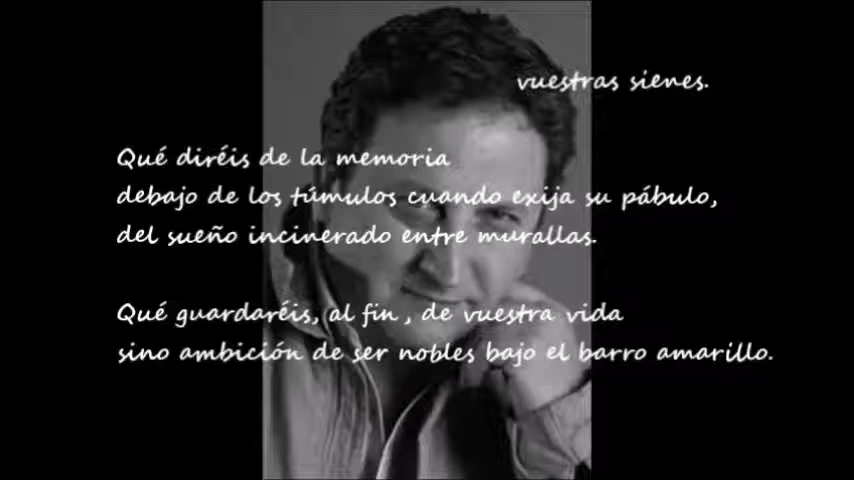 vuestras sienes.
Qué diréis de la memoria
debajo de los túmulos cuando exija su pábulo,
del sueño incinerado entre murallas.
Qué guardaréis, al fin, de vuestra vida
sino ambición de ser nobles bajo el barro amarillo.